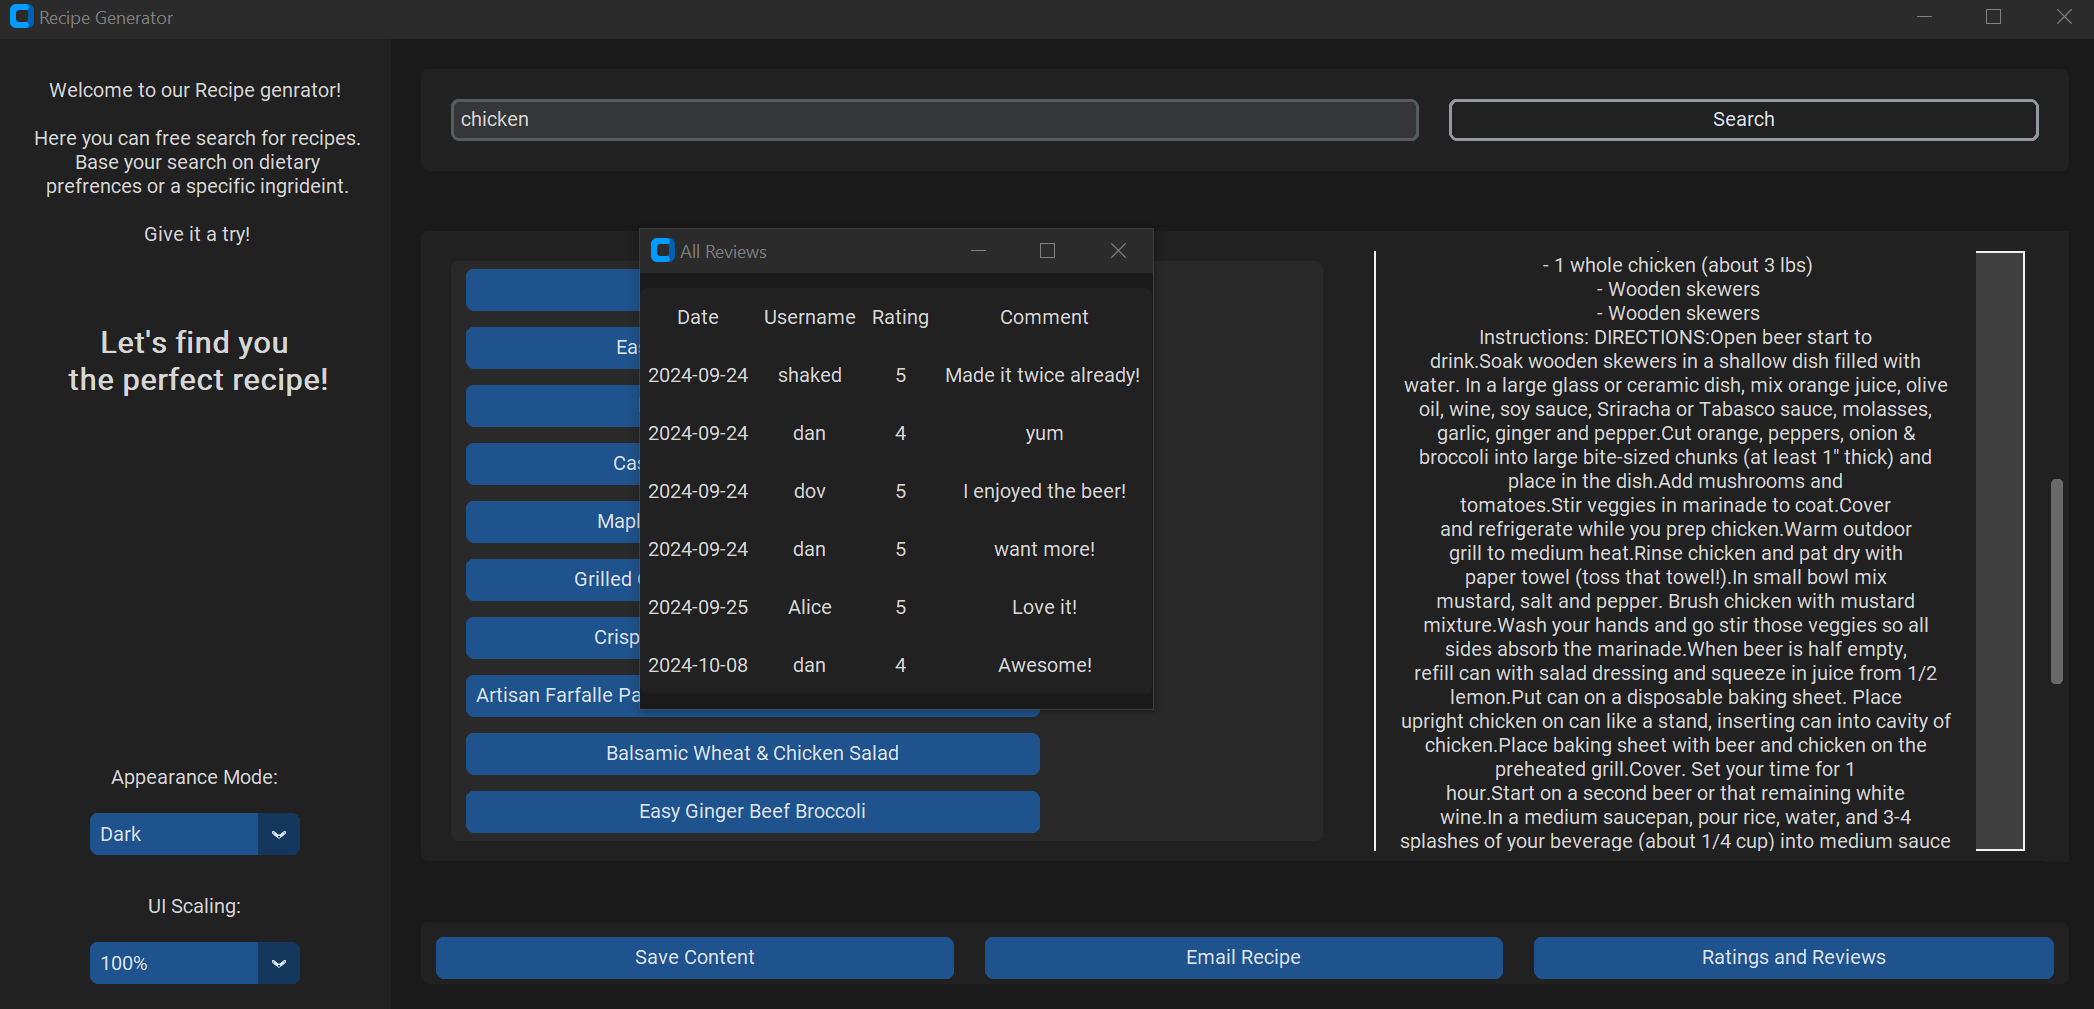 Recipe Generator
Welcome to our Recipe genrator!
Here you can free search for recipes.
Base your search on dietary
prefrences or a specific ingrideint.
Give it a try!
Let's find you
the perfect recipe!
Appearance Mode:
Dark
UI Scaling:
100%
chicken
Search
Eas
Cas
Mapl
Grilled
Crisp
Artisan Farfalle Pa
Balsamic Wheat & Chicken Salad
Easy Ginger Beef Broccoli
All Reviews
Date Username Rating Comment
2024-09-24 shaked 5 Made it twice already!
2024-09-24 dan 4 yum
2024-09-24 dov 5 I enjoyed the beer!
2024-09-24 dan 5 want more!
2024-09-25 Alice 5 Love it!
2024-10-08 dan 4 Awesome!
- 1 whole chicken (about 3 lbs)
- Wooden skewers
- Wooden skewers
Instructions: DIRECTIONS:Open beer start to
drink.Soak wooden skewers in a shallow dish filled with
water. In a large glass or ceramic dish, mix orange juice, olive
oil, wine, soy sauce, Sriracha or Tabasco sauce, molasses,
garlic, ginger and pepper.Cut orange, peppers, onion &
broccoli into large bite-sized chunks (at least 1" thick) and
place in the dish.Add mushrooms and
tomatoes.Stir veggies in marinade to coat.Cover
and refrigerate while you prep chicken.Warm outdoor
grill to medium heat.Rinse chicken and pat dry with
paper towel (toss that towel!).In small bowl mix
mustard, salt and pepper. Brush chicken with mustard
mixture.Wash your hands and go stir those veggies so all
sides absorb the marinade.When beer is half empty,
refill can with salad dressing and squeeze in juice from 1/2
lemon.Put can on a disposable baking sheet. Place
upright chicken on can like a stand, inserting can into cavity of
chicken.Place baking sheet with beer and chicken on the
preheated grill.Cover. Set your time for 1
hour.Start on a second beer or that remaining white
wine.In a medium saucepan, pour rice, water, and 3-4
splashes of your beverage (about 1/4 cup) into medium sauce
Save Content
Email Recipe
Ratings and Reviews